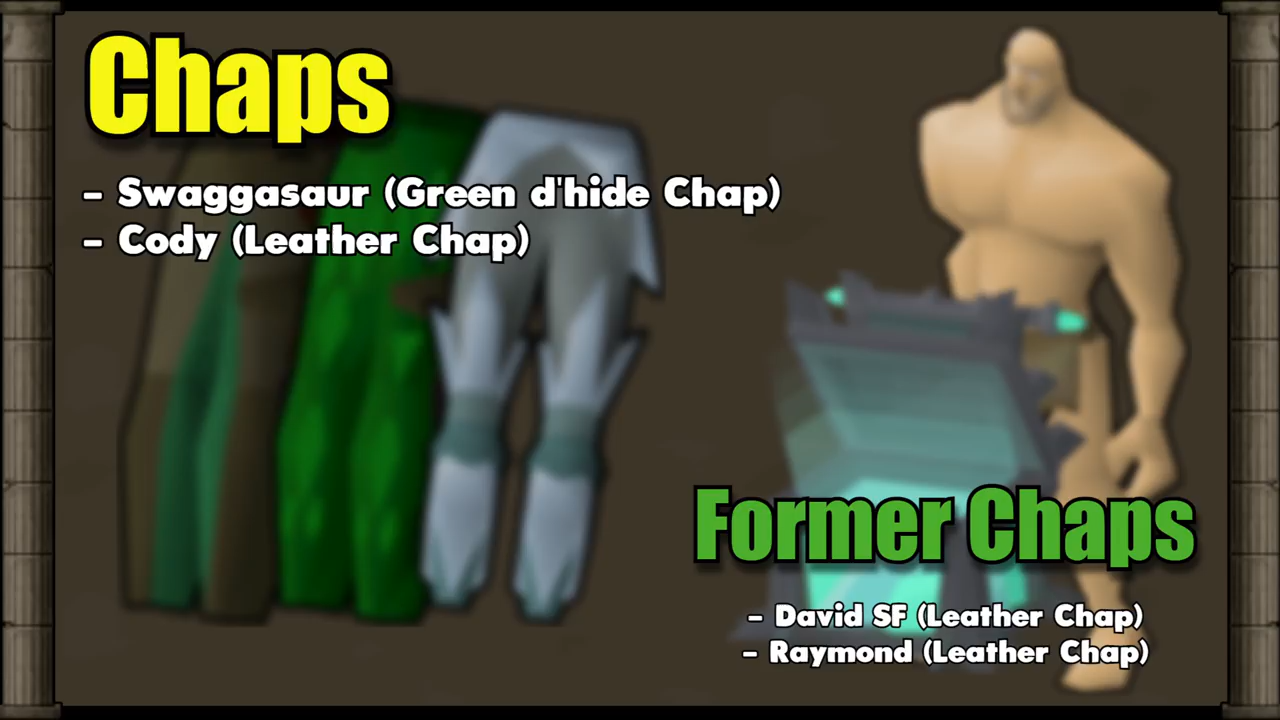 Chaps
- Swaggasaur (Green d'hide Chap)
- Cody (Leather Chap)
Former Chaps
- David SF (Leather Chap)
- Raymond (Leather Chap)